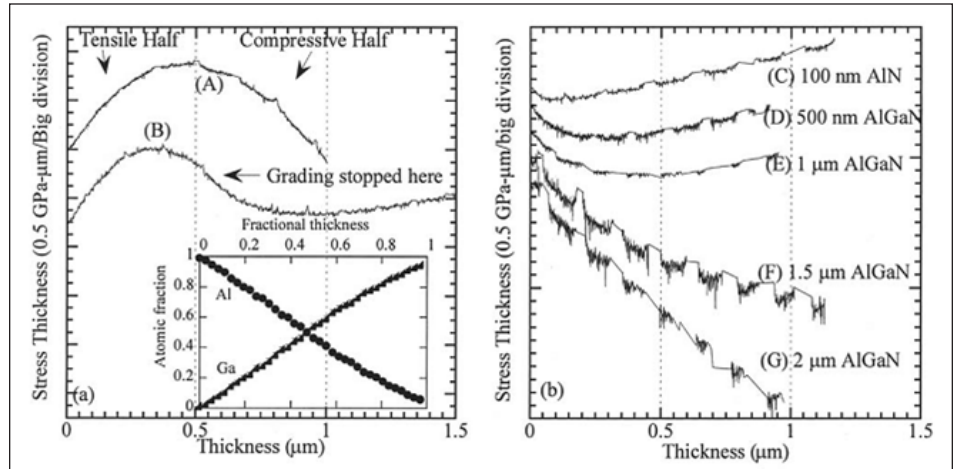 Stress Thickness (0.5 GPa-μm/Big division)
Tensile Half
Compressive Half
(A)
(B)
Grading stopped here
Fractional thickness
0 0.2 0.4 0.6 0.8 1
Atomic fraction
1
0.8
0.6
0.4
0.2
0
Al
Ga
(a)
0 0.5 1 1.5
Thickness (μm)
Stress Thickness (0.5 GPa-μm/big division)
(C) 100 nm AlN
(D) 500 nm AlGaN
(E) 1 μm AlGaN
(F) 1.5 μm AlGaN
(G) 2 μm AlGaN
(b)
0 0.5 1 1.5
Thickness (μm)